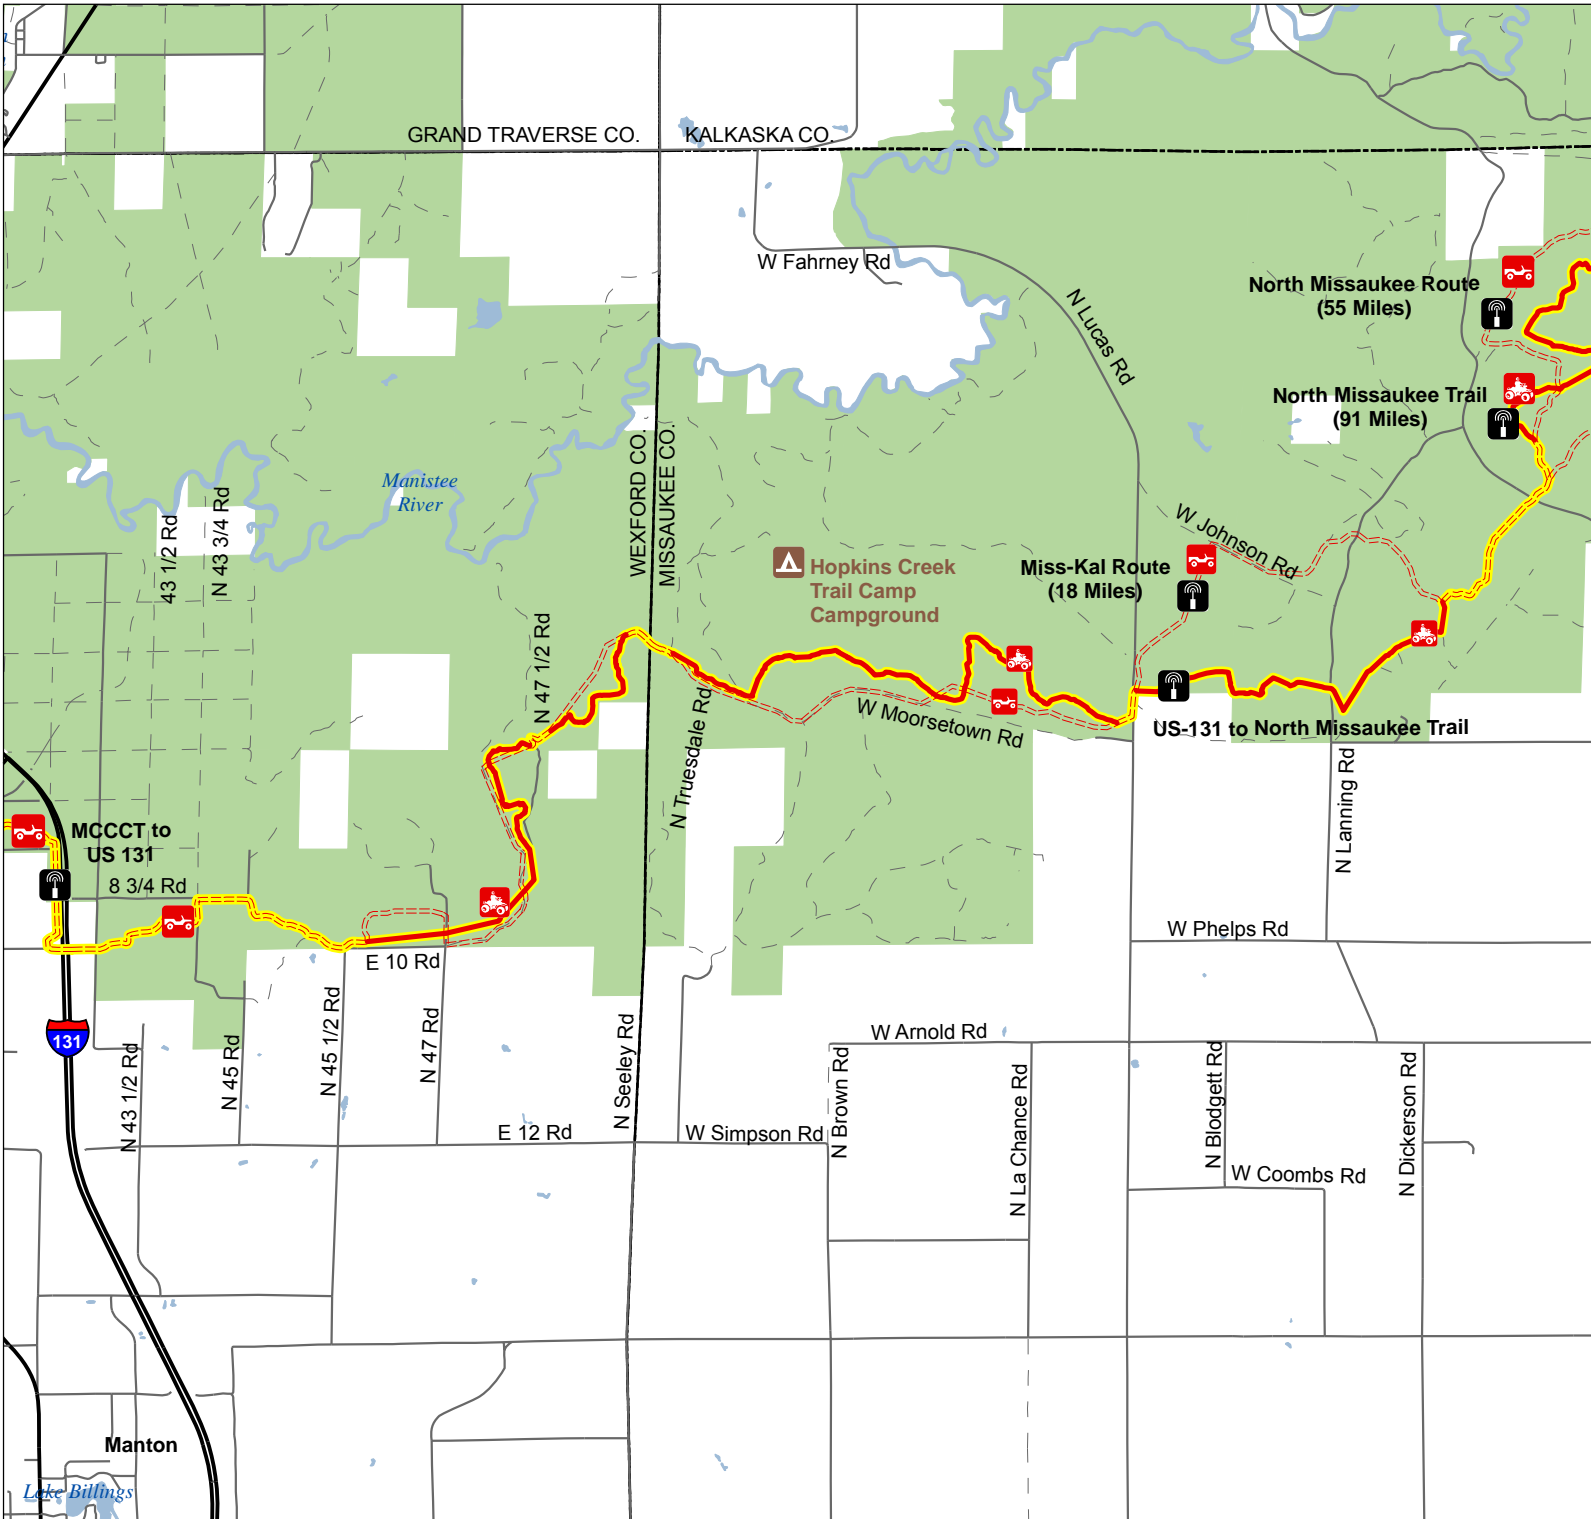 GRAND TRAVERSE CO.
KALKASKA CO.
W Fahrney Rd
N Lucas Rd
North Missaukee Route
(55 Miles)
North Missaukee Trail
(91 Miles)
WEXFORD CO.
MISSAUKEE CO.
Manistee
River
43 1/2 Rd
N 43 3/4 Rd
W Johnson Rd
Hopkins Creek
Trail Camp
Campground
Miss-Kal Route
(18 Miles)
N 47 1/2 Rd
N Truesdale Rd
W Moorsetown Rd
US-131 to North Missaukee Trail
N Lanning Rd
MCCCT to
US 131
8 3/4 Rd
W Phelps Rd
E 10 Rd
131
N 43 1/2 Rd
N 45 Rd
N 45 1/2 Rd
N 47 Rd
N Seeley Rd
W Arnold Rd
N Brown Rd
N La Chance Rd
N Blodgett Rd
N Dickerson Rd
E 12 Rd
W Simpson Rd
W Coombs Rd
Manton
Lake Billings